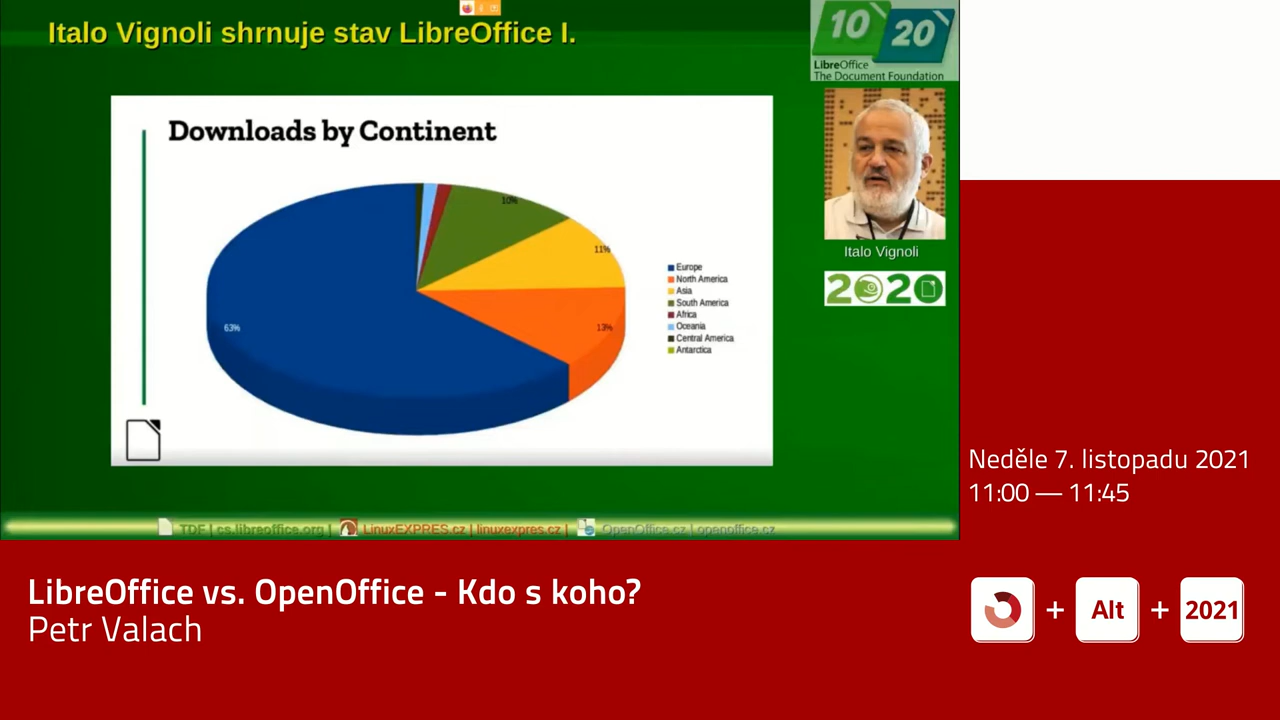 Italo Vignoli shrnuje stav LibreOffice I.
10 20
LibreOffice
The Document Foundation
Downloads by Continent
10%
11%
13%
63%
Europe
North America
Asia
South America
Africa
Oceania
Central America
Antarctica
Italo Vignoli
2020
TDF | cs.libreoffice.org | LinuxEXPRES.cz | linuxexpres.cz | OpenOffice.cz | openoffice.cz
Neděle 7. listopadu 2021
11:00 — 11:45
LibreOffice vs. OpenOffice - Kdo s koho?
Petr Valach
+ Alt + 2021